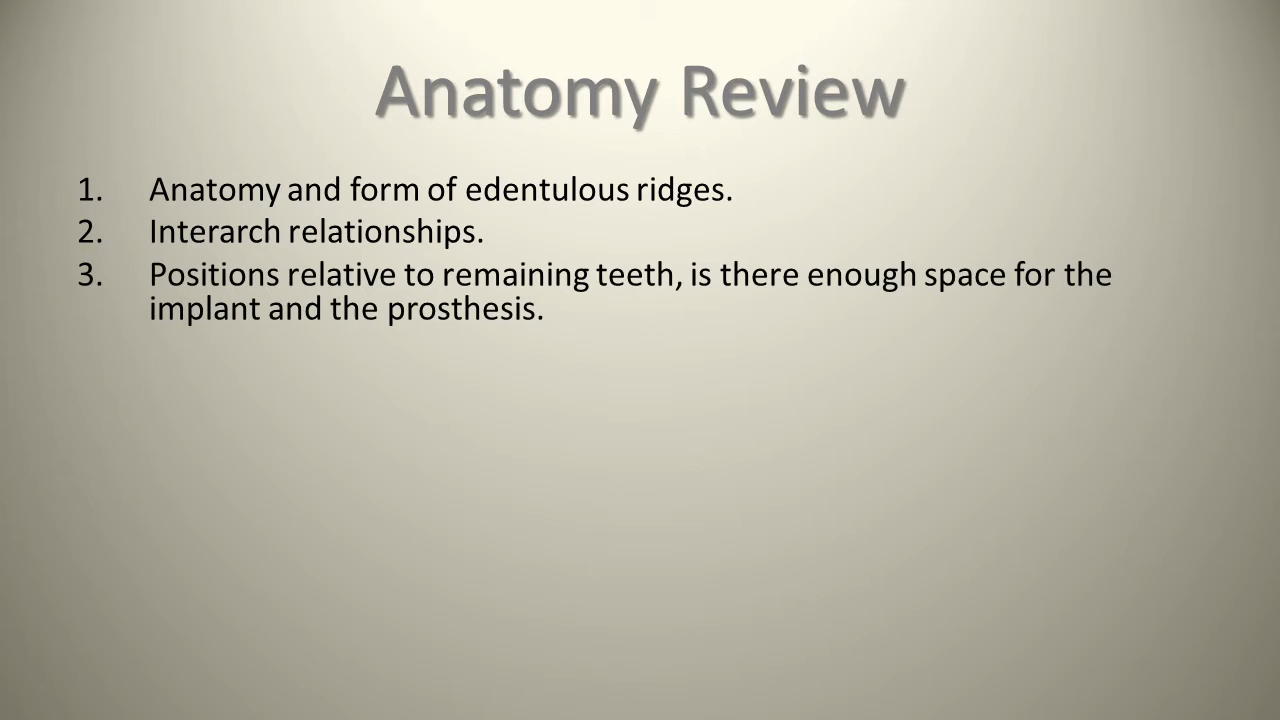 Anatomy Review
1. Anatomy and form of edentulous ridges.
2. Interarch relationships.
3. Positions relative to remaining teeth, is there enough space for the
implant and the prosthesis.